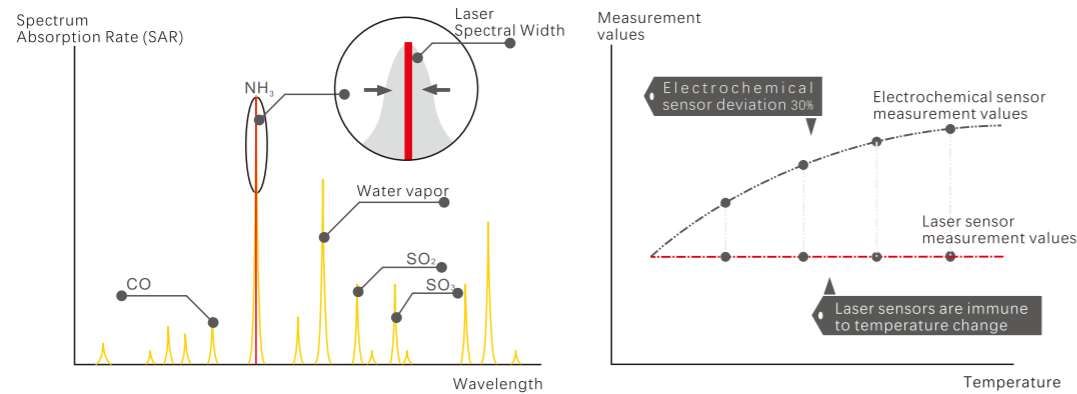 Spectrum
Absorption Rate (SAR)
Laser
Spectral Width
NH₃
Water vapor
SO₂
SO₃
CO
Wavelength
Measurement
values
Electrochemical
sensor deviation 30%
Electrochemical sensor
measurement values
Laser sensor
measurement values
Laser sensors are immune
to temperature change
Temperature